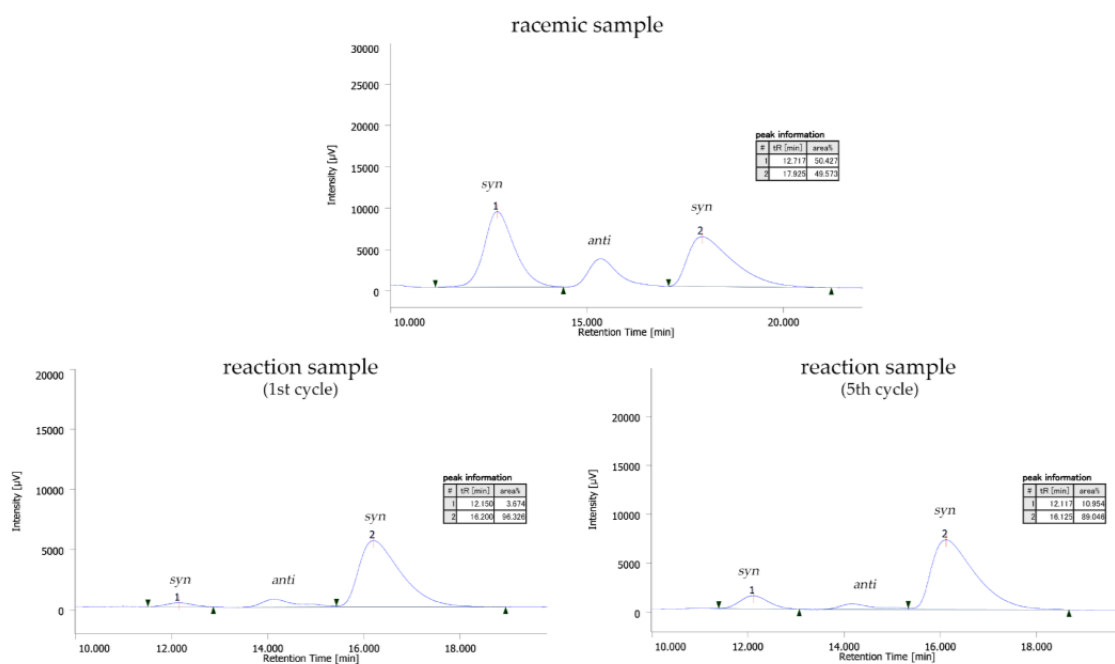 racemic sample
30000
25000
20000
15000
10000
5000
0
Intensity [µV]
syn
1
anti
syn
2
peak information
# tR [min] area%
1 12.717 50.427
2 17.925 49.573
10.000 15.000 20.000
Retention Time [min]
reaction sample
(1st cycle)
20000
15000
10000
5000
0
Intensity [µV]
syn
1
anti
syn
2
peak information
# tR [min] area%
1 12.150 3.674
2 16.200 96.326
10.000 12.000 14.000 16.000 18.000
Retention Time [min]
reaction sample
(5th cycle)
20000
15000
10000
5000
0
Intensity [µV]
syn
1
anti
syn
2
peak information
# tR [min] area%
1 12.117 10.954
2 16.125 89.046
10.000 12.000 14.000 16.000 18.000
Retention Time [min]